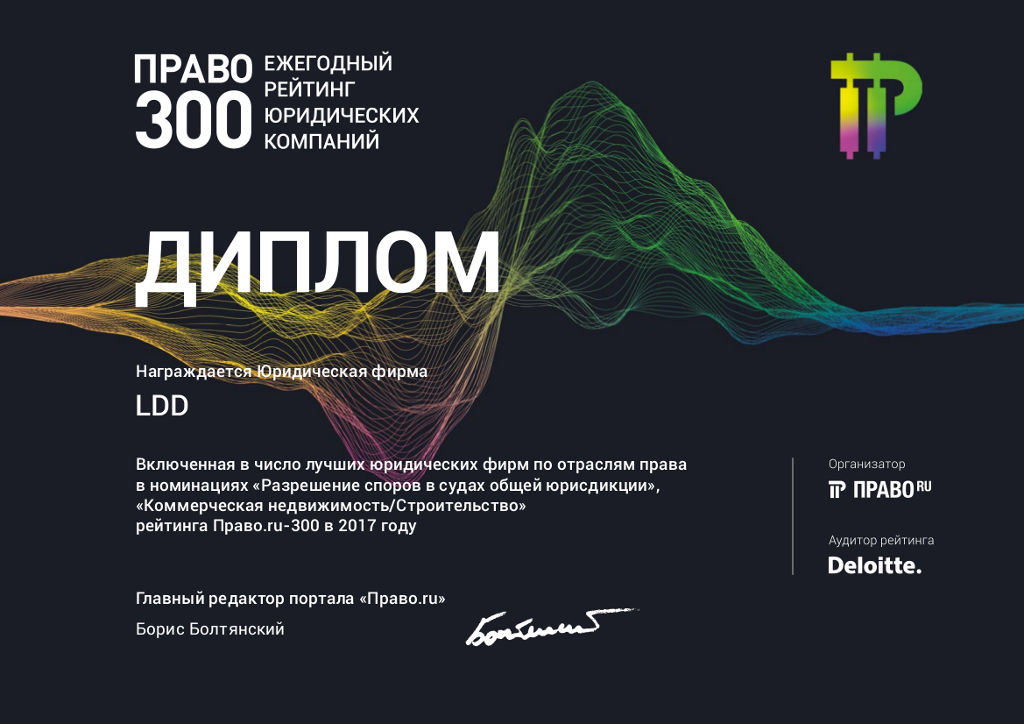 ПРАВО
300
ЕЖЕГОДНЫЙ
РЕЙТИНГ
ЮРИДИЧЕСКИХ
КОМПАНИЙ
ДИПЛОМ
Награждается Юридическая фирма
LDD
Включенная в число лучших юридических фирм по отраслям права
в номинациях «Разрешение споров в судах общей юрисдикции»,
«Коммерческая недвижимость/Строительство»
рейтинга Право.ru-300 в 2017 году
Организатор
ПРАВО RU
Аудитор рейтинга
Deloitte.
Главный редактор портала «Право.ru»
Борис Болтянский